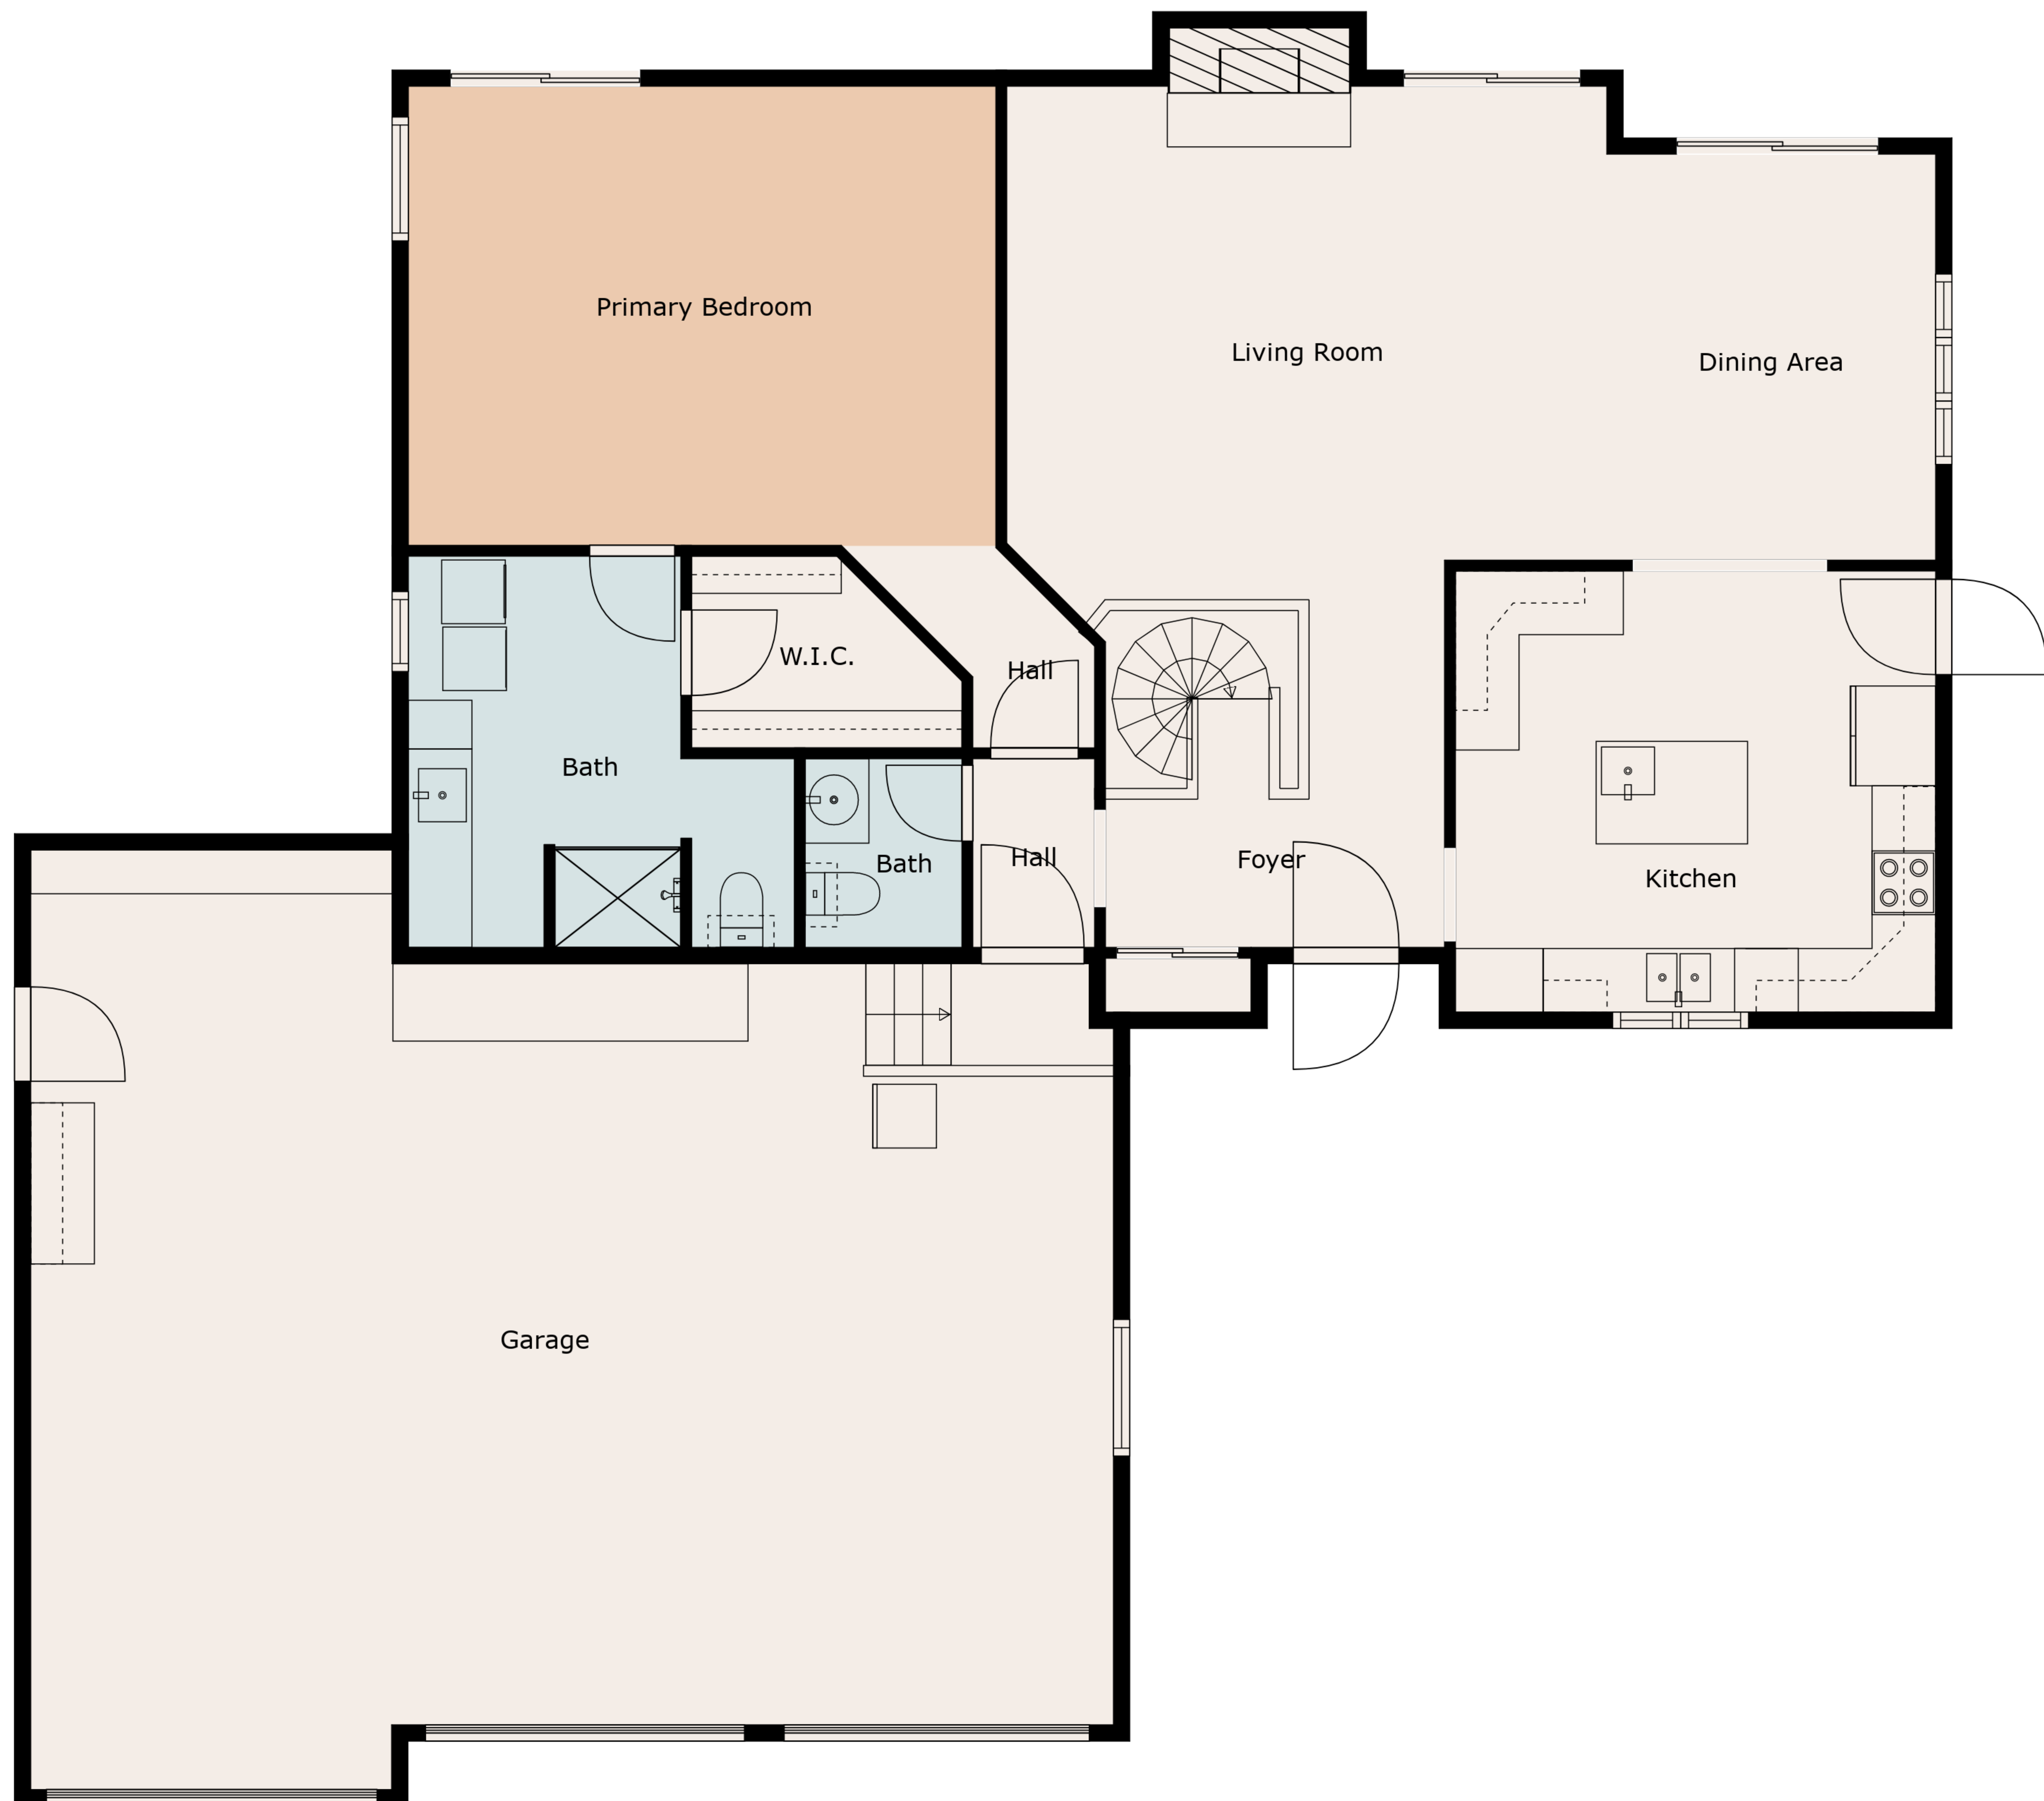 Primary Bedroom
Living Room
Dining Area
W.I.C.
Hall
Bath
Bath
Hall
Foyer
Kitchen
Garage